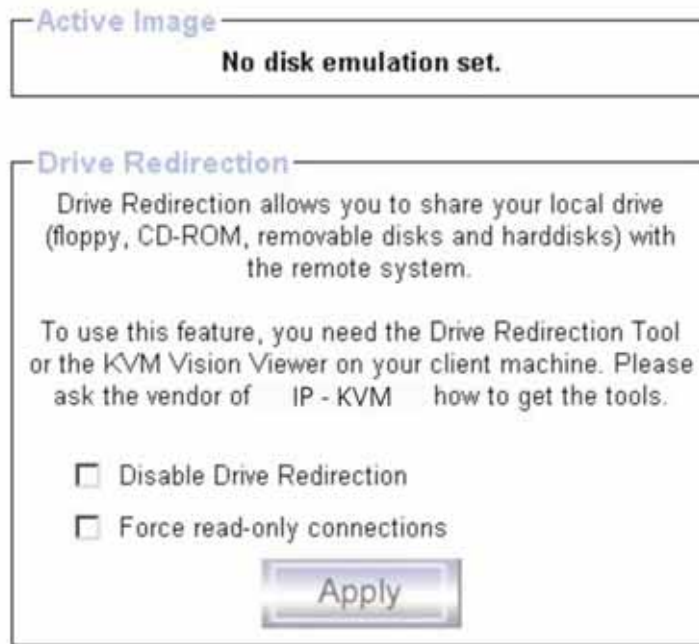 Active Image
No disk emulation set.
Drive Redirection
Drive Redirection allows you to share your local drive
(floppy, CD-ROM, removable disks and harddisks) with
the remote system.
To use this feature, you need the Drive Redirection Tool
or the KVM Vision Viewer on your client machine. Please
ask the vendor of IP - KVM how to get the tools.
Disable Drive Redirection
Force read-only connections
Apply